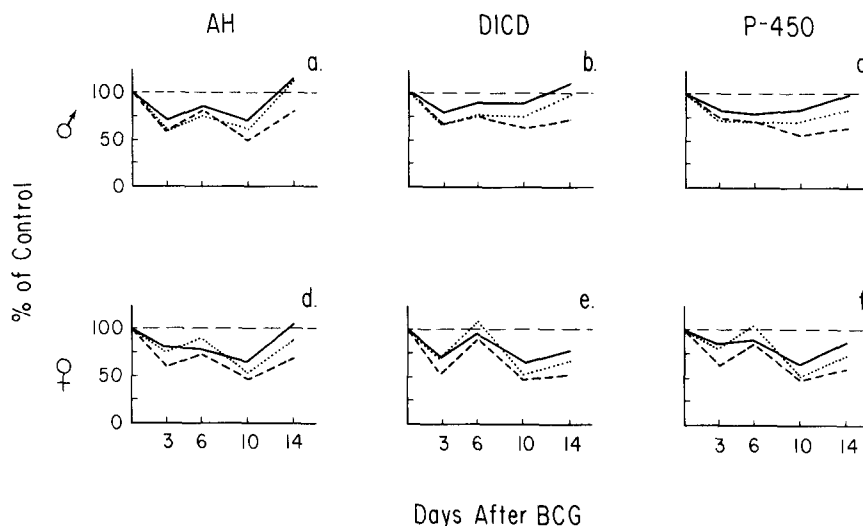 AH DICD P-450
a. b. c.
100
50
0
♂
% of Control
d. e. f.
100
50
0
♀
3 6 10 14 3 6 10 14 3 6 10 14
Days After BCG